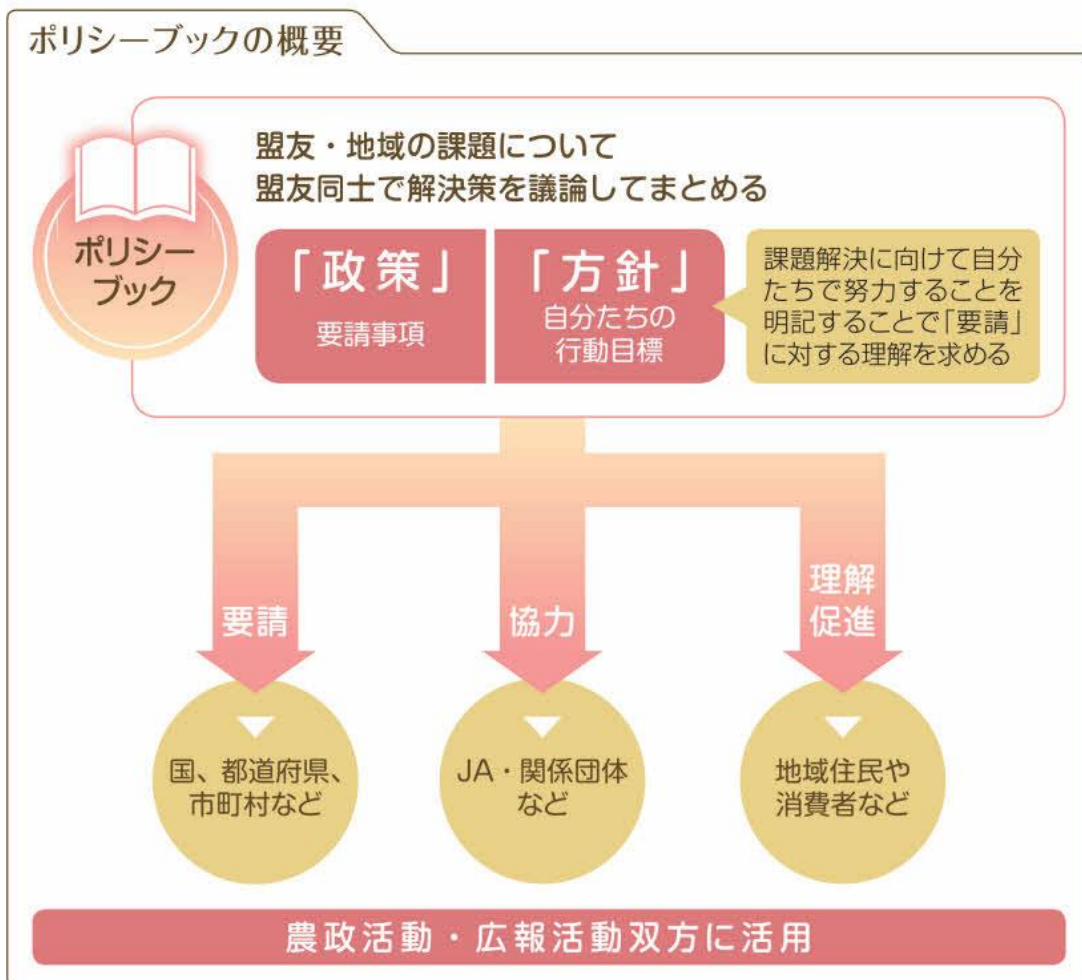 ポリシーブックの概要
盟友・地域の課題について
盟友同士で解決策を議論してまとめる
ポリシー
ブック
「政策」
要請事項
「方針」
自分たちの
行動目標
課題解決に向けて自分
たちで努力することを
明記することで「要請」
に対する理解を求める
要請
協力
理解
促進
国、都道府県、
市町村など
JA・関係団体
など
地域住民や
消費者など
農政活動・広報活動双方に活用